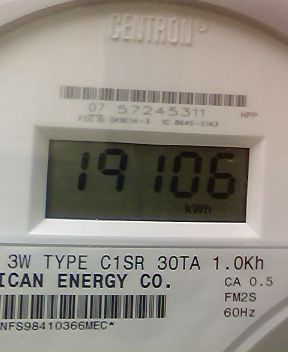 CENTRON®
07 57245311 HPP
19106
kWh
3W TYPE C1SR 30TA 1.0Kh
ICAN ENERGY CO. CA 0.5
FM2S
60Hz
NFS98410366MEC*